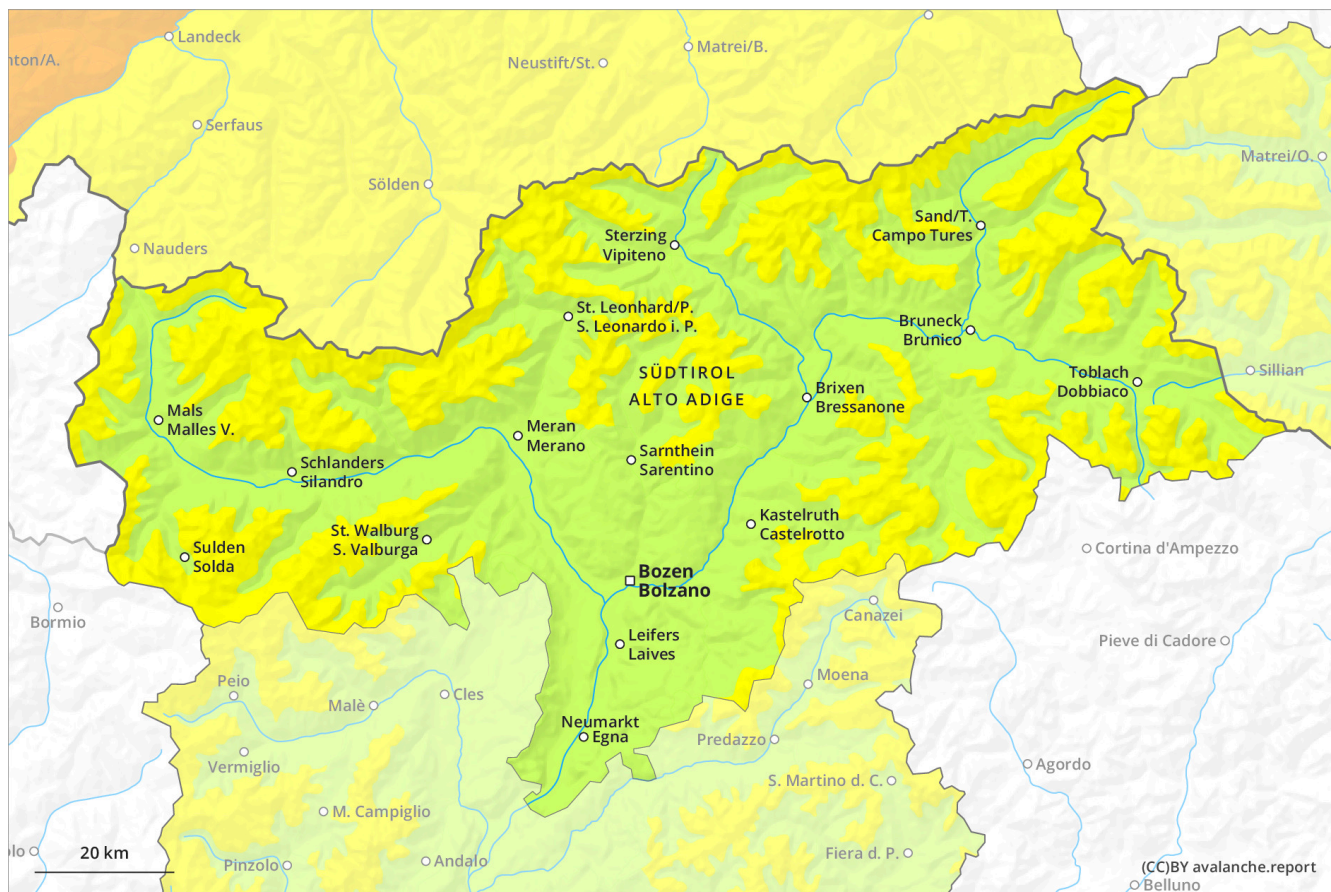 Landeck
nton/A.
Matrei/B.
Neustift/St.
Serfaus
Matrei/O.
Sölden
Sand/T.
Campo Tures
Sterzing
Vipiteno
Nauders
St. Leonhard/P.
S. Leonardo i. P.
Bruneck
Brunico
SÜDTIROL
ALTO ADIGE
Toblach
Dobbiaco
Sillian
Brixen
Bressanone
Mals
Malles V.
Meran
Merano
Sarnthein
Sarentino
Schlanders
Silandro
Kastelruth
Castelrotto
St. Walburg
S. Valburga
Sulden
Solda
Cortina d'Ampezzo
Bozen
Bolzano
Canazei
Bormio
Leifers
Laives
Pieve di Cadore
Peio
Moena
Cles
Malè
Neumarkt
Egna
Predazzo
Vermiglio
Agordo
S. Martino d. C.
M. Campiglio
lo
20 km
Pinzolo
Andalo
Fiera d. P.
(CC)BY avalanche.report
Belluno